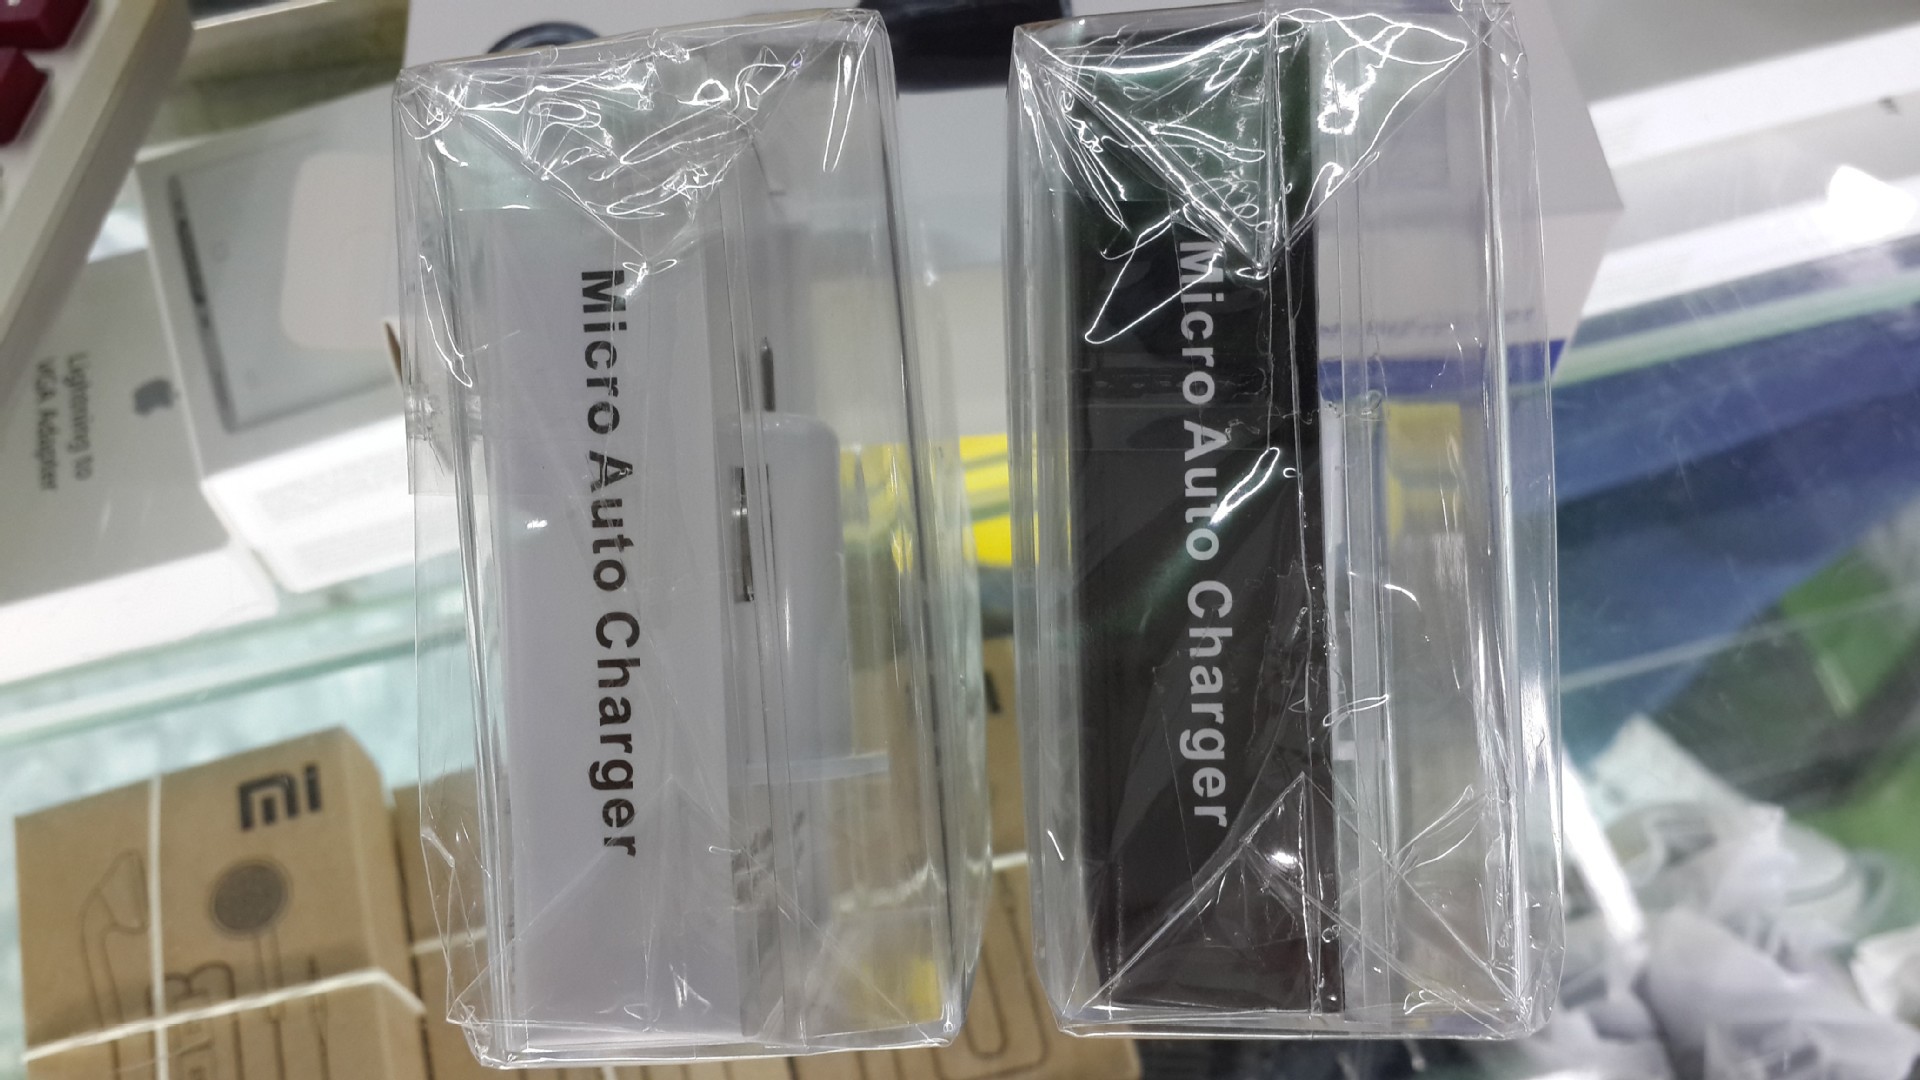 Micro Auto Charger
Micro Auto Charger
Lightning to
VGA Adapter
mi